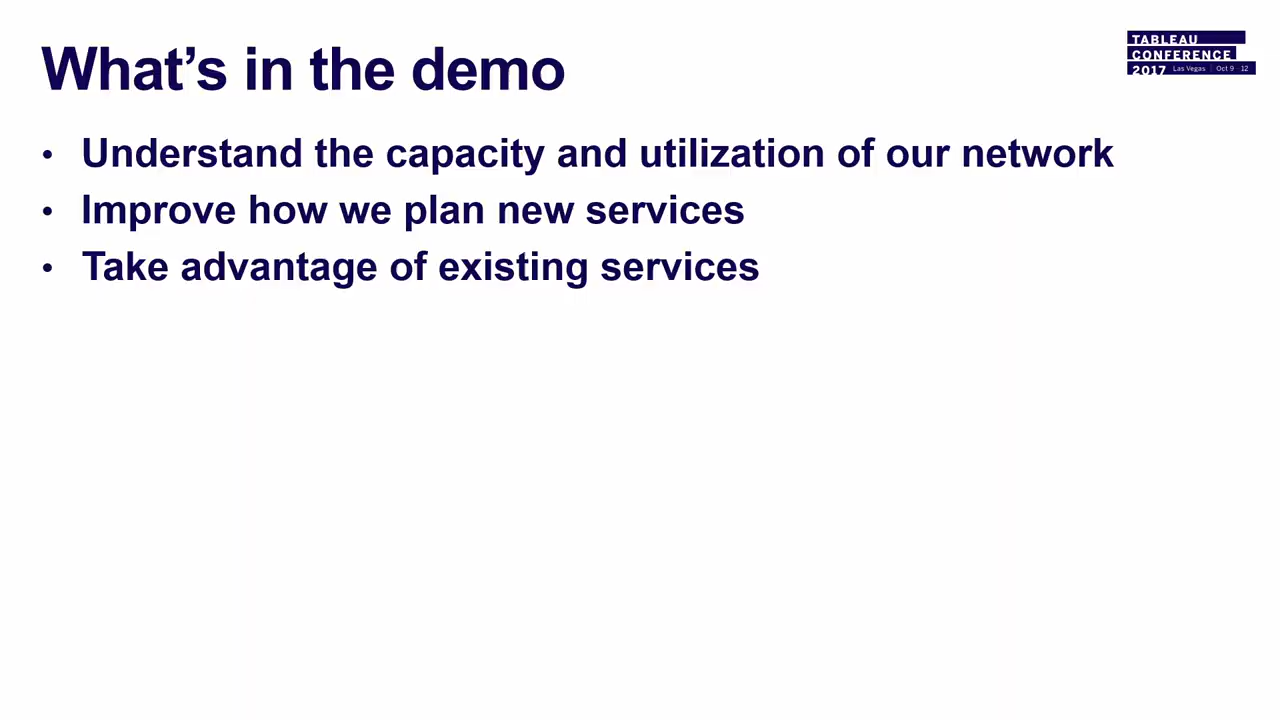 What’s in the demo
TABLEAU
CONFERENCE
2017 Las Vegas | Oct 9 - 12
• Understand the capacity and utilization of our network
• Improve how we plan new services
• Take advantage of existing services